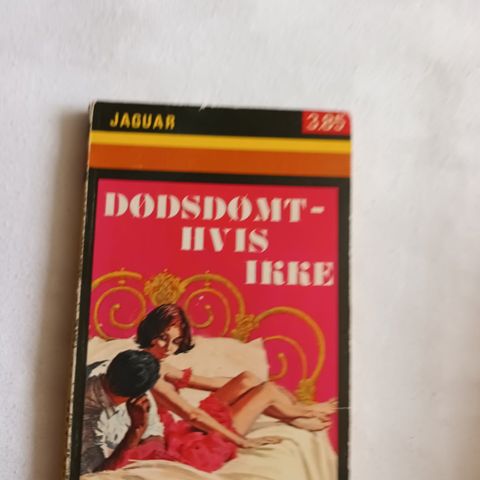 JAGUAR 3.85
DØDSDØMT-
HVIS
IKKE